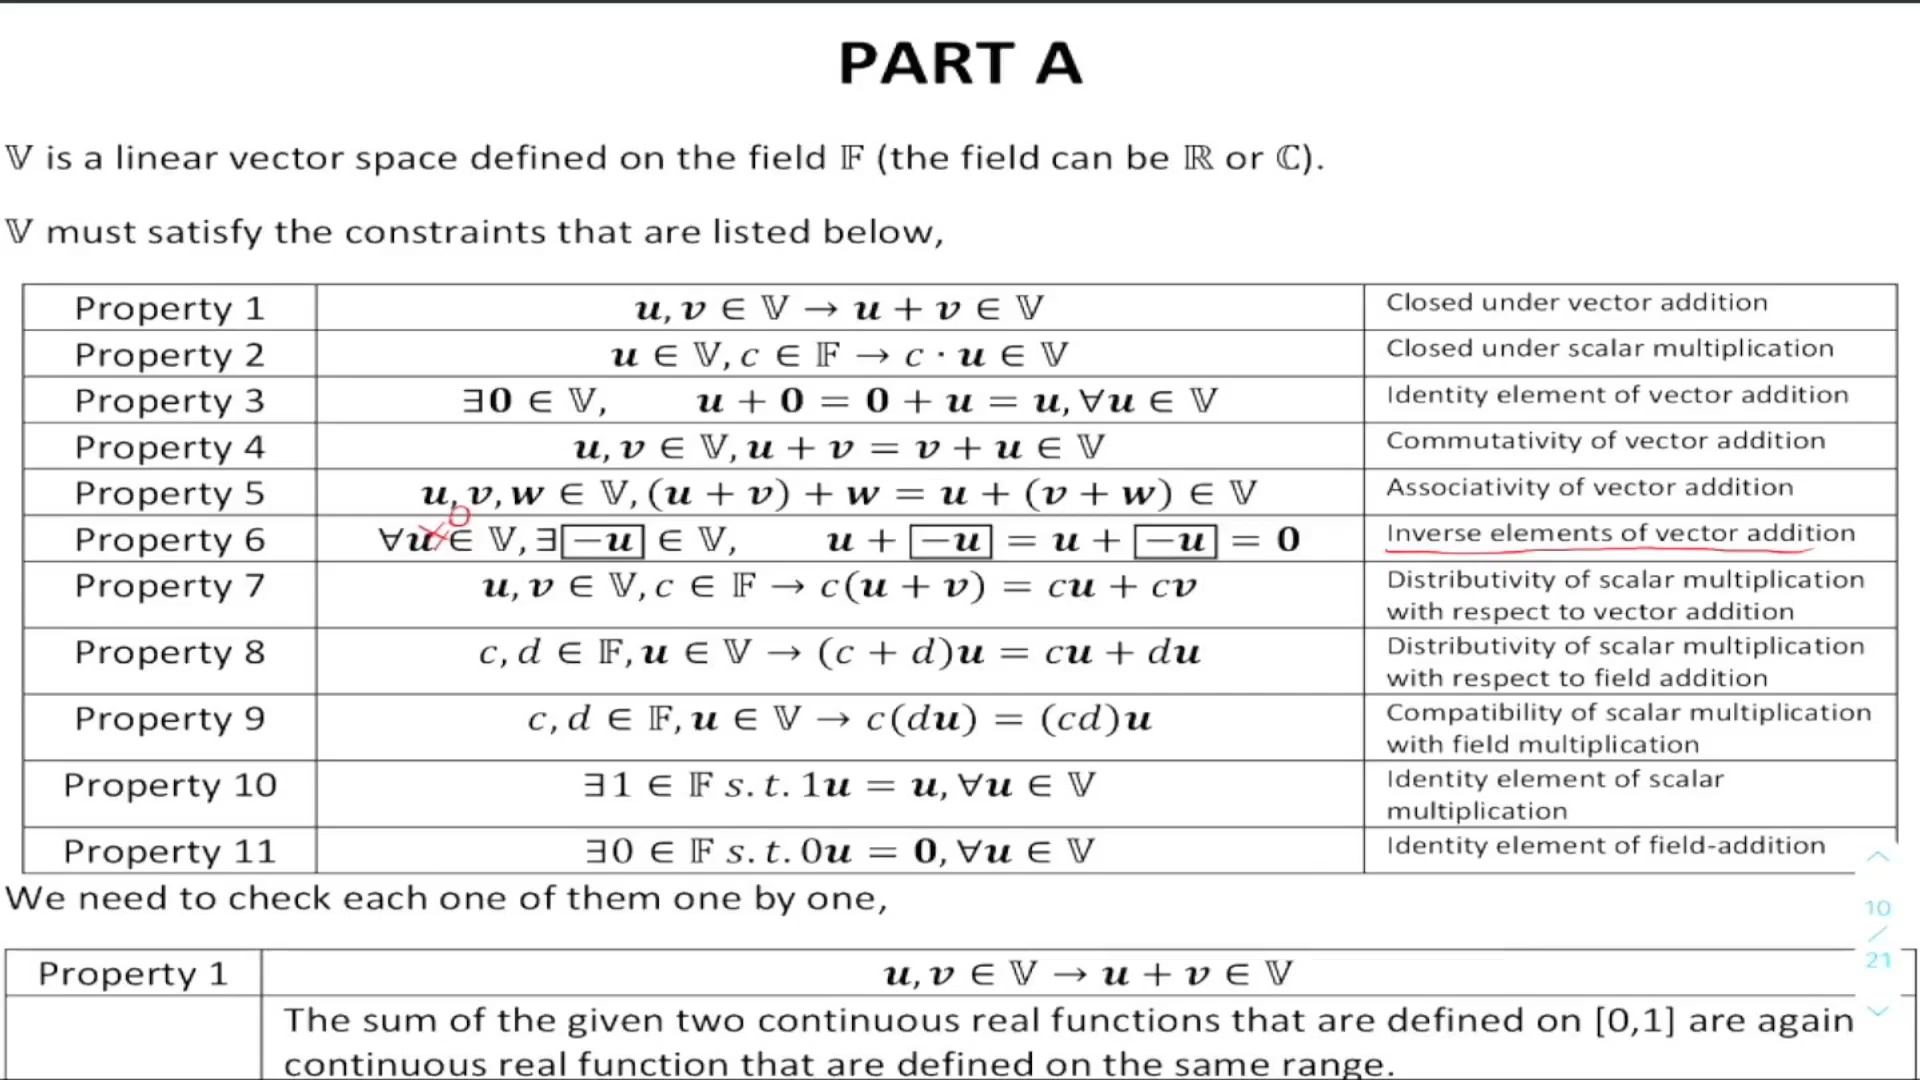 PART A
𝕍 is a linear vector space defined on the field 𝔽 (the field can be ℝ or ℂ).
𝕍 must satisfy the constraints that are listed below,
Property 1 u, v ∈ 𝕍 → u + v ∈ 𝕍 Closed under vector addition
Property 2 u ∈ 𝕍, c ∈ 𝔽 → c · u ∈ 𝕍 Closed under scalar multiplication
Property 3 ∃0 ∈ 𝕍, u + 0 = 0 + u = u, ∀u ∈ 𝕍 Identity element of vector addition
Property 4 u, v ∈ 𝕍, u + v = v + u ∈ 𝕍 Commutativity of vector addition
Property 5 u, v, w ∈ 𝕍, (u + v) + w = u + (v + w) ∈ 𝕍 Associativity of vector addition
Property 6 ∀u ∈ 𝕍, ∃ -u ∈ 𝕍, u + -u = u + -u = 0 Inverse elements of vector addition
Property 7 u, v ∈ 𝕍, c ∈ 𝔽 → c(u + v) = cu + cv Distributivity of scalar multiplication
with respect to vector addition
Property 8 c, d ∈ 𝔽, u ∈ 𝕍 → (c + d)u = cu + du Distributivity of scalar multiplication
with respect to field addition
Property 9 c, d ∈ 𝔽, u ∈ 𝕍 → c(du) = (cd)u Compatibility of scalar multiplication
with field multiplication
Property 10 ∃1 ∈ 𝔽 s.t. 1u = u, ∀u ∈ 𝕍 Identity element of scalar
multiplication
Property 11 ∃0 ∈ 𝔽 s.t. 0u = 0, ∀u ∈ 𝕍 Identity element of field-addition
We need to check each one of them one by one,
10
/
21
Property 1 u, v ∈ 𝕍 → u + v ∈ 𝕍
The sum of the given two continuous real functions that are defined on [0,1] are again
continuous real function that are defined on the same range.